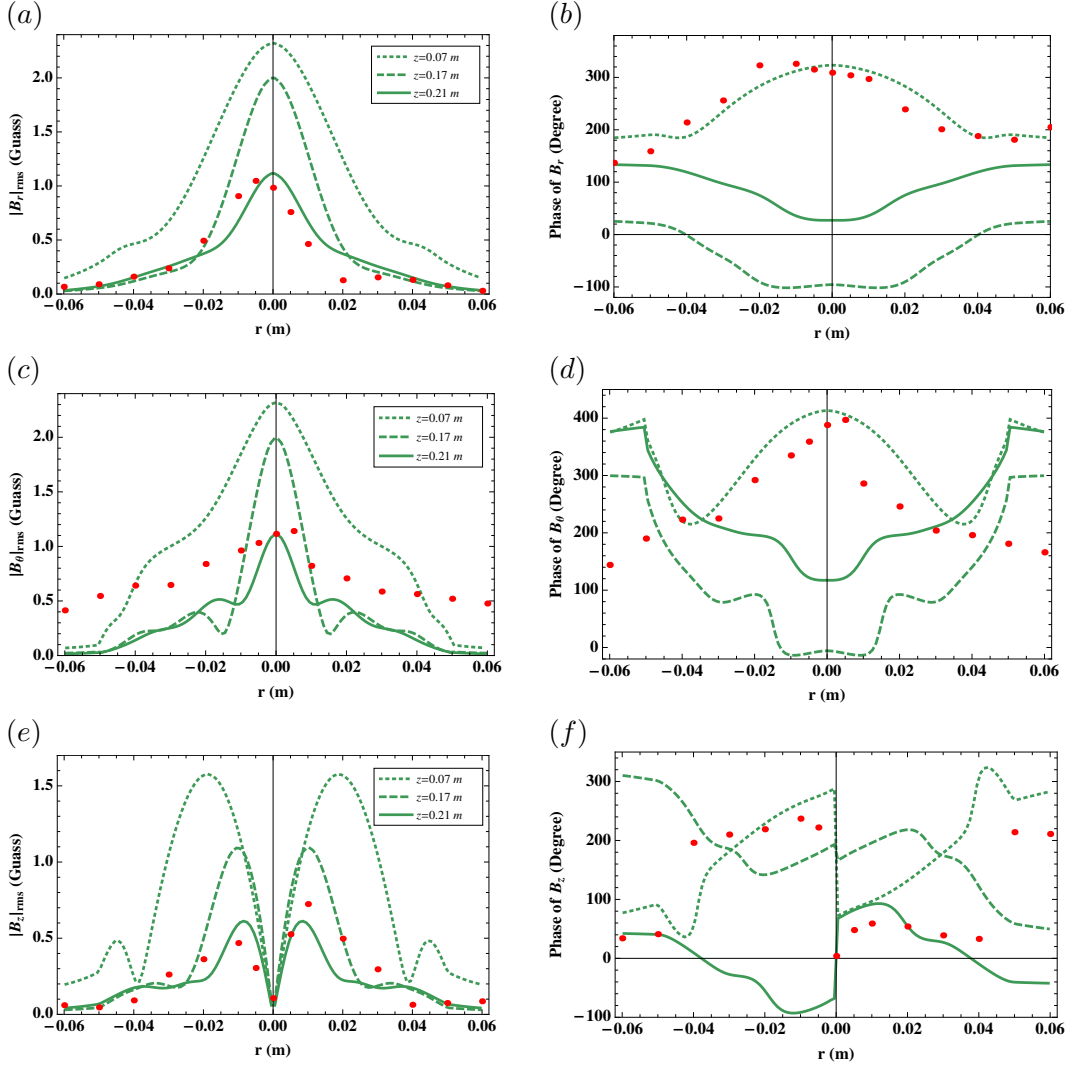 (a)
|B_r|_rms (Guass)
2.0
1.5
1.0
0.5
0.0
z=0.07 m
z=0.17 m
z=0.21 m
−0.06 −0.04 −0.02 0.00 0.02 0.04 0.06
r (m)
(b)
Phase of B_r (Degree)
300
200
100
0
−100
−0.06 −0.04 −0.02 0.00 0.02 0.04 0.06
r (m)
(c)
|B_θ|_rms (Guass)
2.0
1.5
1.0
0.5
0.0
z=0.07 m
z=0.17 m
z=0.21 m
−0.06 −0.04 −0.02 0.00 0.02 0.04 0.06
r (m)
(d)
Phase of B_θ (Degree)
400
300
200
100
0
−0.06 −0.04 −0.02 0.00 0.02 0.04 0.06
r (m)
(e)
|B_z|_rms (Guass)
1.5
1.0
0.5
0.0
z=0.07 m
z=0.17 m
z=0.21 m
−0.06 −0.04 −0.02 0.00 0.02 0.04 0.06
r (m)
(f)
Phase of B_z (Degree)
300
200
100
0
−100
−0.06 −0.04 −0.02 0.00 0.02 0.04 0.06
r (m)